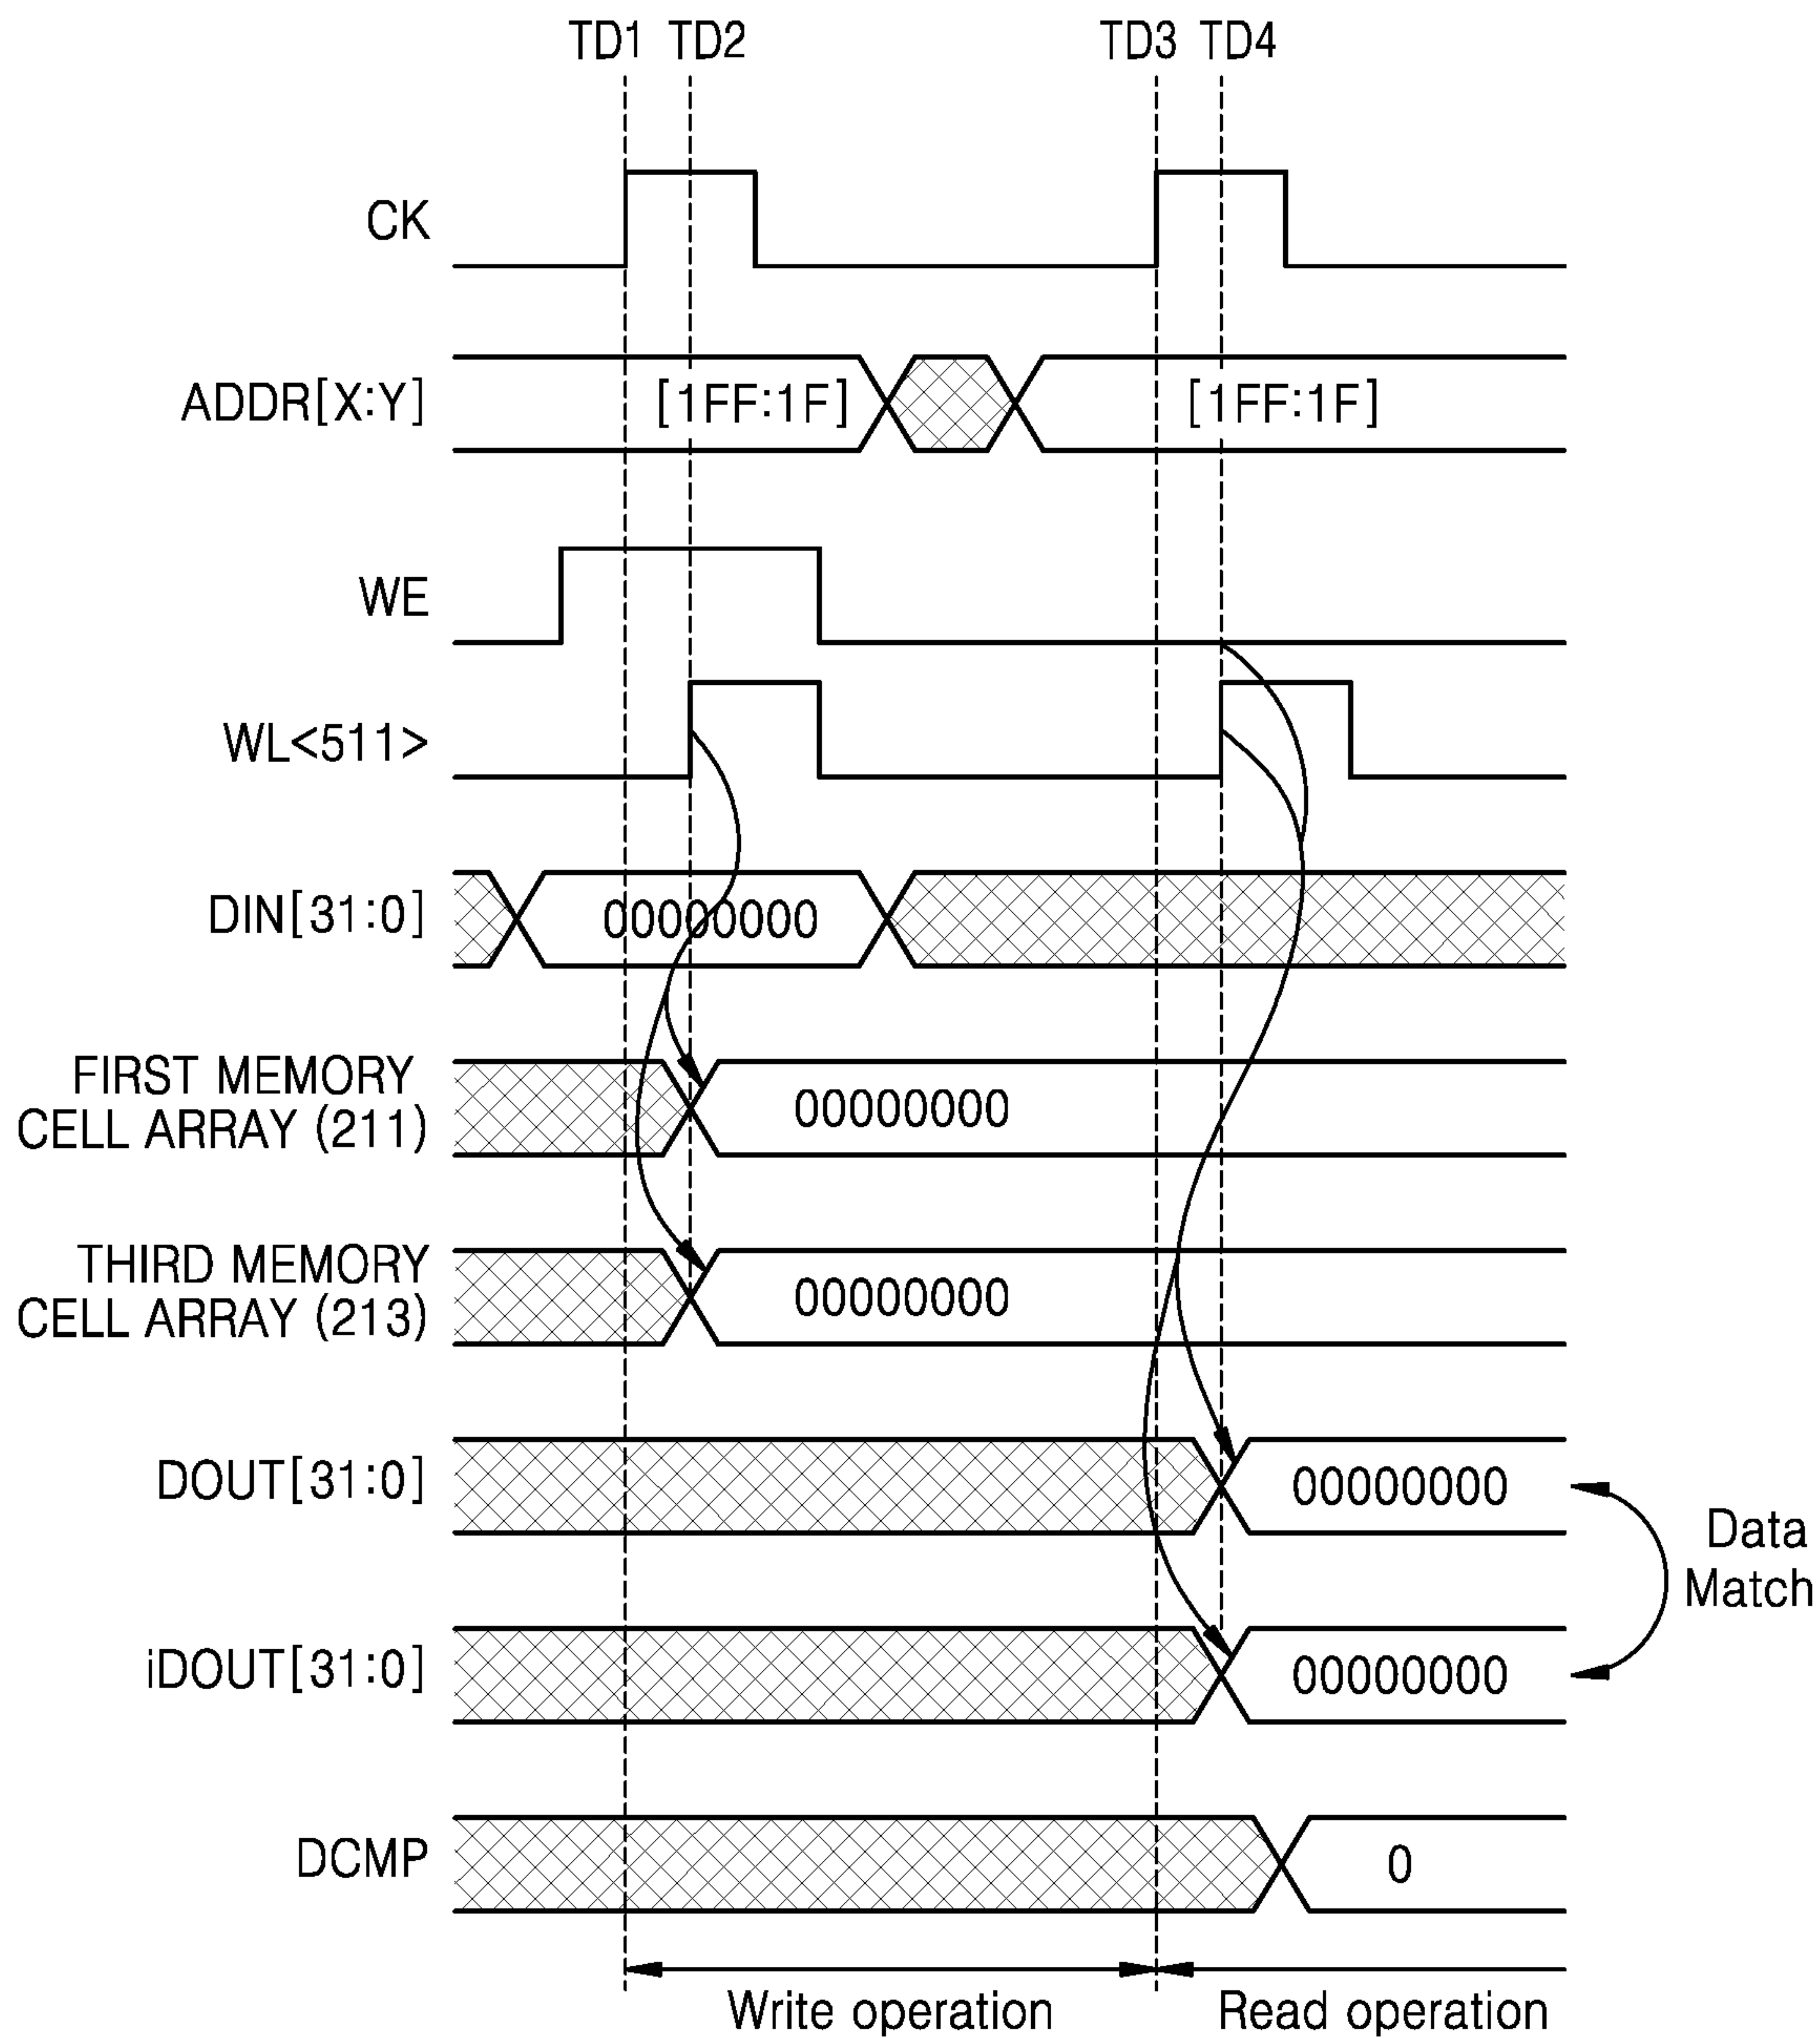 TD1 TD2 TD3 TD4
CK
ADDR[X:Y] [1FF:1F] [1FF:1F]
WE
WL<511>
DIN[31:0] 00000000
FIRST MEMORY
CELL ARRAY (211) 00000000
THIRD MEMORY
CELL ARRAY (213) 00000000
DOUT[31:0] 00000000
Data
Match
iDOUT[31:0] 00000000
DCMP 0
Write operation Read operation